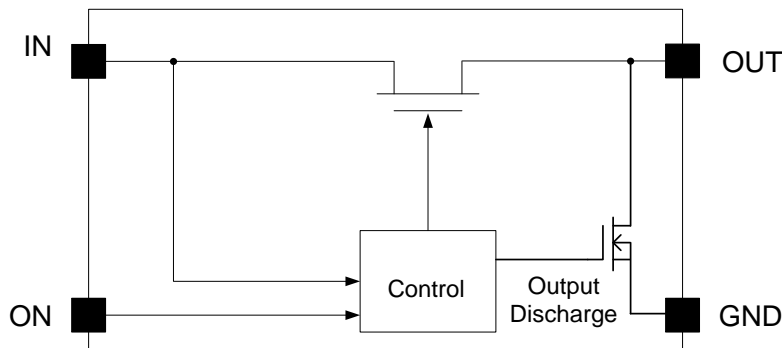 IN
OUT
Control
Output
Discharge
ON
GND